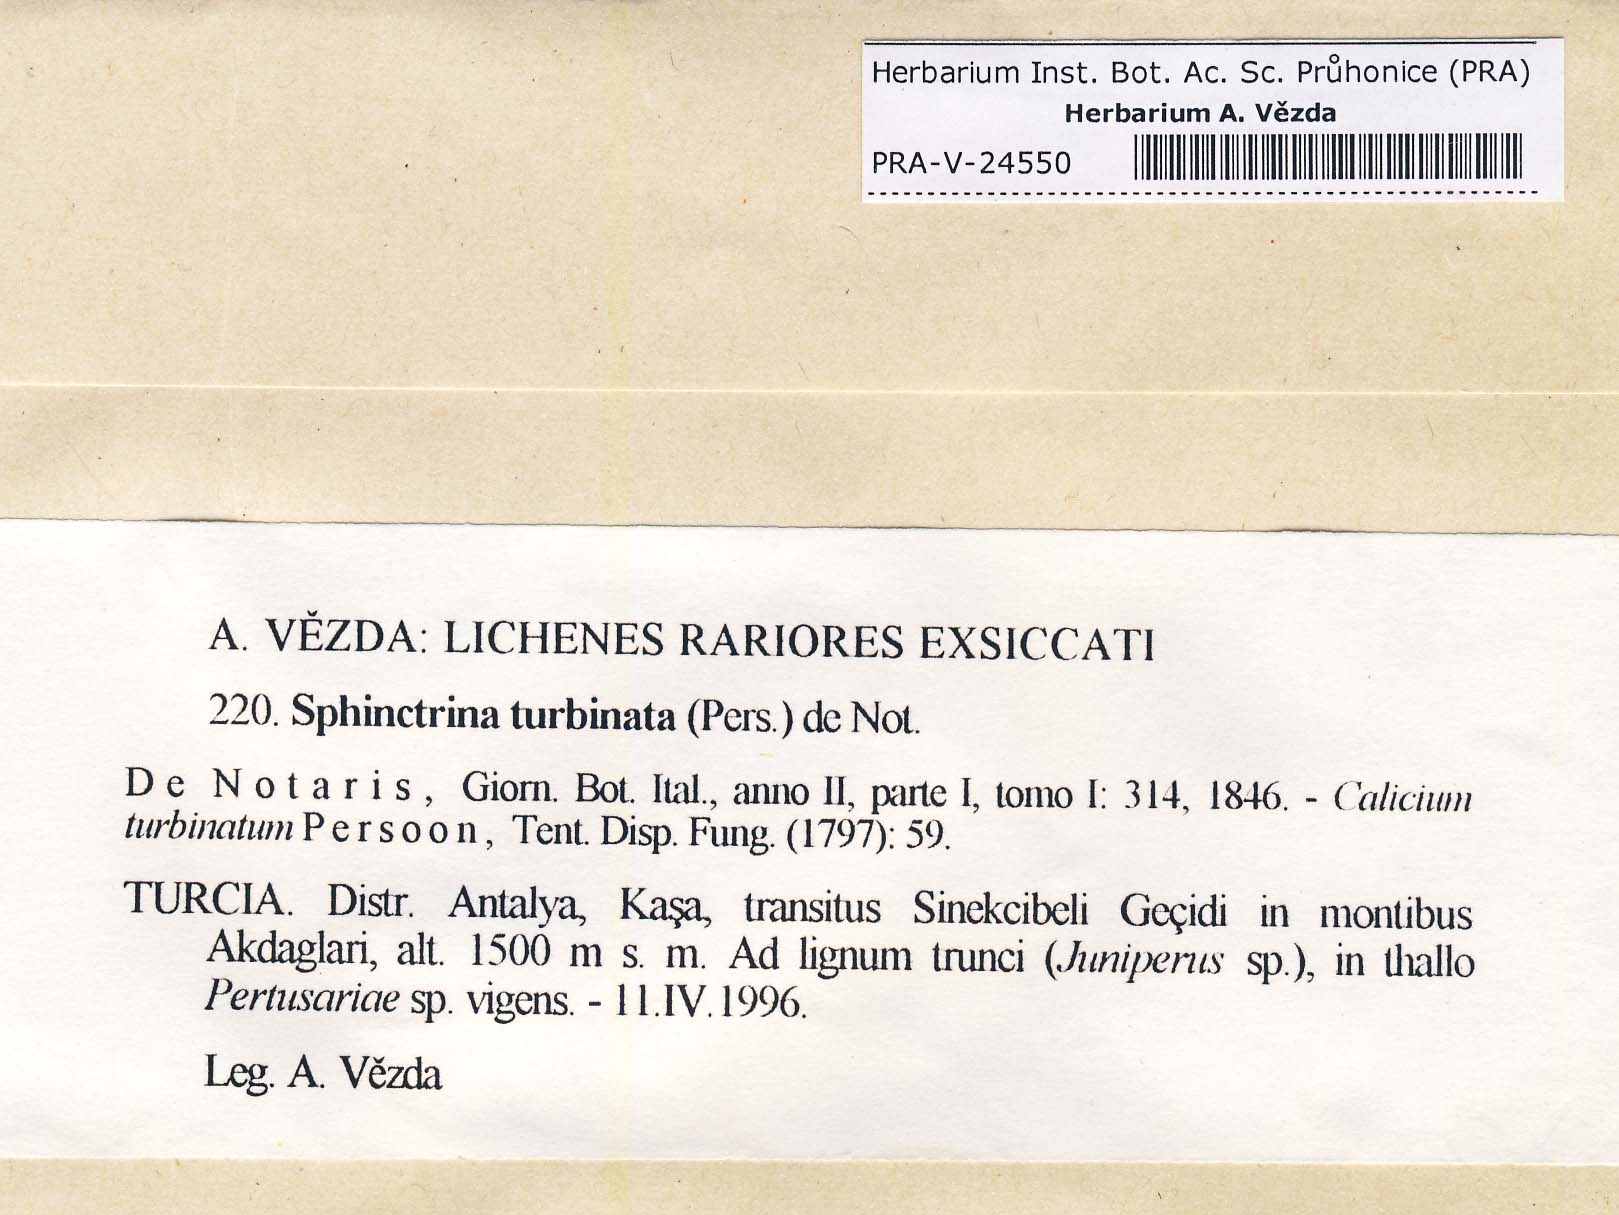 Herbarium Inst. Bot. Ac. Sc. Průhonice (PRA)
Herbarium A. Vězda
PRA-V-24550
A. VĚZDA: LICHENES RARIORES EXSICCATI
220. Sphinctrina turbinata (Pers.) de Not.
De Notaris, Giorn. Bot. Ital., anno II, parte I, tomo I: 314, 1846. - Calicium
turbinatum Persoon, Tent. Disp. Fung. (1797): 59.
TURCIA. Distr. Antalya, Kaşa, transitus Sinekcibeli Geçidi in montibus
Akdaglari, alt. 1500 m s. m. Ad lignum trunci (Juniperus sp.), in thallo
Pertusariae sp. vigens. - 11.IV.1996.
Leg. A. Vězda